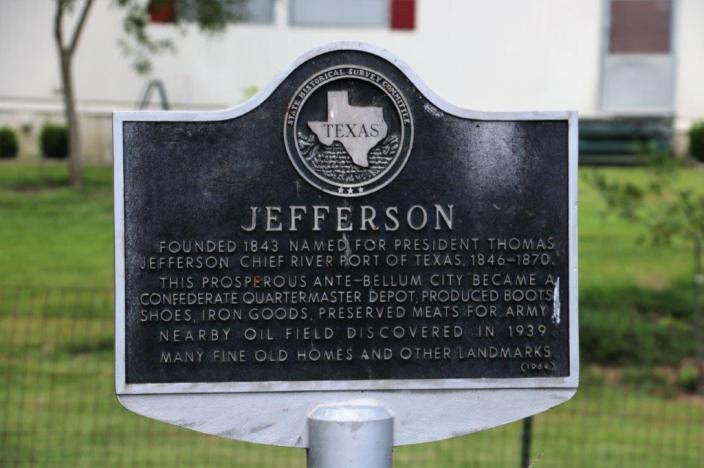 STATE HISTORICAL SURVEY COMMITTEE
TEXAS
JEFFERSON
FOUNDED 1843 NAMED FOR PRESIDENT THOMAS
JEFFERSON CHIEF RIVER PORT OF TEXAS, 1846-1870.
THIS PROSPEROUS ANTE-BELLUM CITY BECAME A
CONFEDERATE QUARTERMASTER DEPOT, PRODUCED BOOTS
SHOES, IRON GOODS, PRESERVED MEATS FOR ARMY
NEARBY OIL FIELD DISCOVERED IN 1939
MANY FINE OLD HOMES AND OTHER LANDMARKS
(1964)